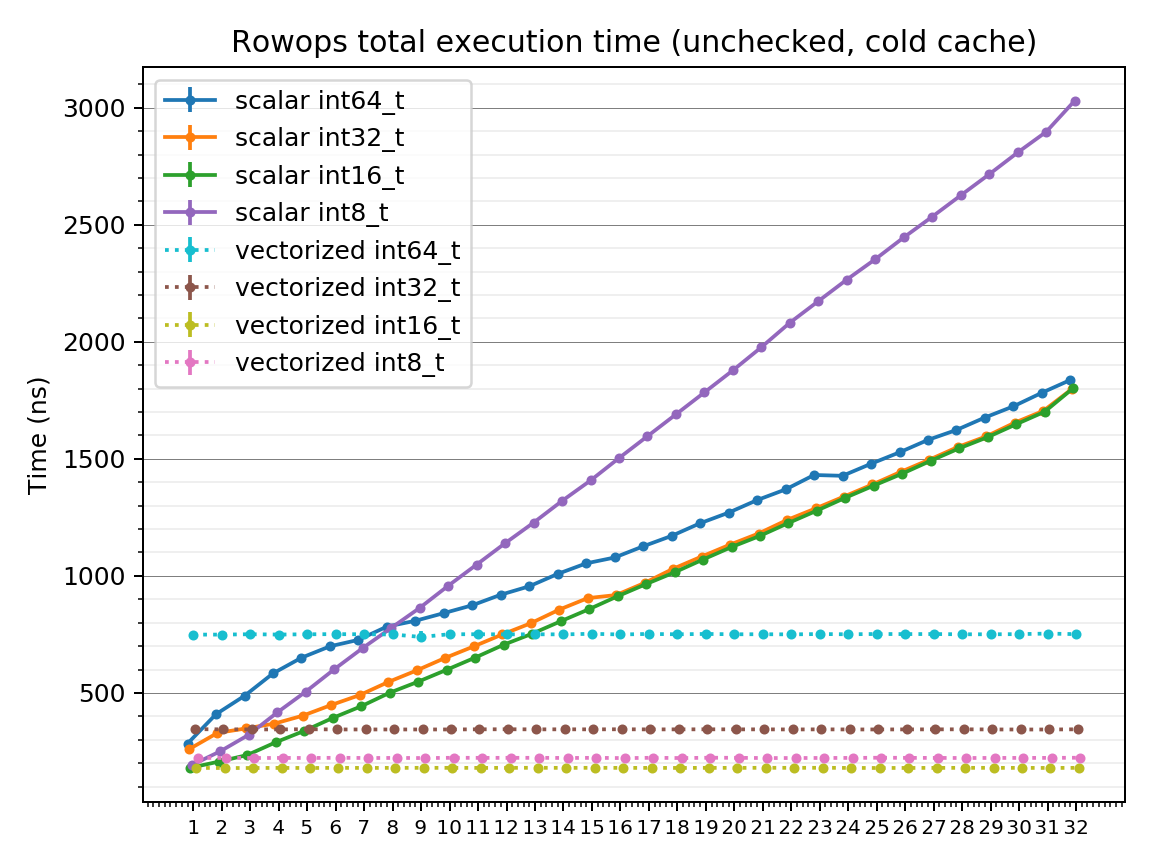 Rowops total execution time (unchecked, cold cache)
scalar int64_t
scalar int32_t
scalar int16_t
scalar int8_t
vectorized int64_t
vectorized int32_t
vectorized int16_t
vectorized int8_t
Time (ns)
3000
2500
2000
1500
1000
500
1 2 3 4 5 6 7 8 9 10 11 12 13 14 15 16 17 18 19 20 21 22 23 24 25 26 27 28 29 30 31 32